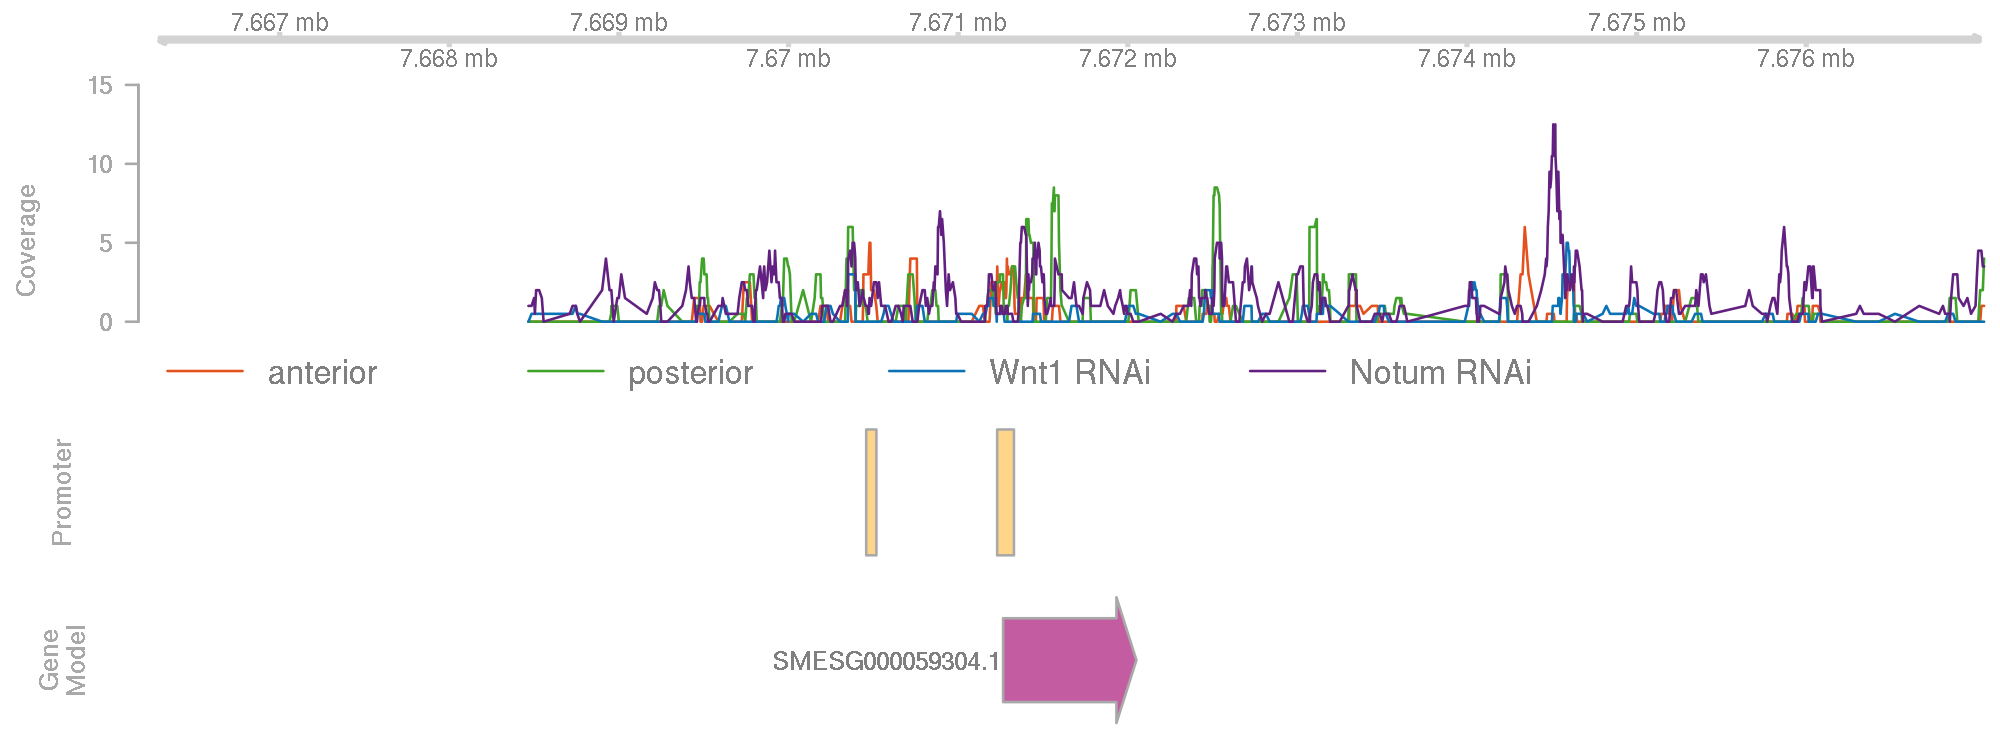 7.667 mb 7.669 mb 7.671 mb 7.673 mb 7.675 mb
7.668 mb 7.67 mb 7.672 mb 7.674 mb 7.676 mb
15
10
5
0
Coverage
anterior posterior Wnt1 RNAi Notum RNAi
Promoter
Gene
Model
SMESG000059304.1